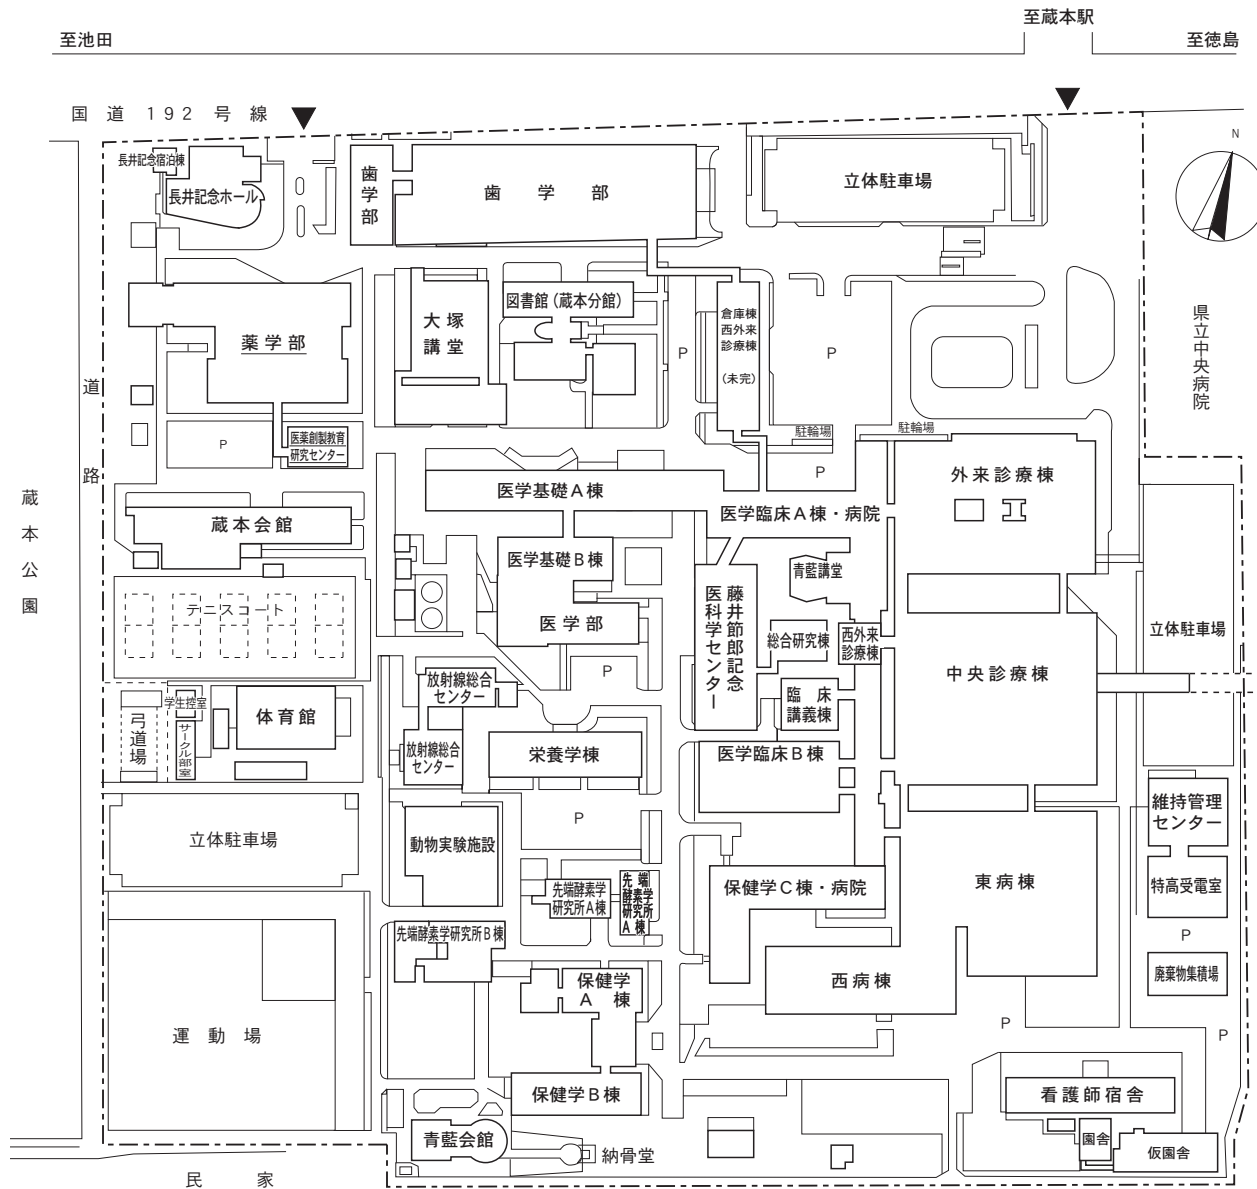 至蔵本駅
至池田
至徳島
国道192号線
N
長井記念宿泊棟
長井記念ホール
歯学部
歯学部
立体駐車場
県立中央病院
図書館(蔵本分館)
大塚
講堂
倉庫棟
西外来
診療棟
(未完)
薬学部
P
P
道路
医薬創製教育
研究センター
P
駐輪場
駐輪場
P
外来診療棟
蔵本公園
医学基礎A棟
医学臨床A棟・病院
蔵本会館
医学基礎B棟
青藍講堂
藤井節郎記念
医科学センター
テニスコート
医学部
総合研究棟
西外来
診療棟
立体駐車場
P
中央診療棟
放射線総合
センター
臨床
講義棟
学生控室
体育館
弓道場
サークル部室
放射線総合
センター
栄養学棟
医学臨床B棟
維持管理
センター
P
立体駐車場
動物実験施設
先端酵素学
研究所A棟
先端
酵素学
研究所
A棟
保健学C棟・病院
東病棟
特高受電室
先端酵素学研究所B棟
P
廃棄物集積場
保健学
A棟
西病棟
運動場
P
P
保健学B棟
看護師宿舎
青藍会館
納骨堂
園舎
仮園舎
民家